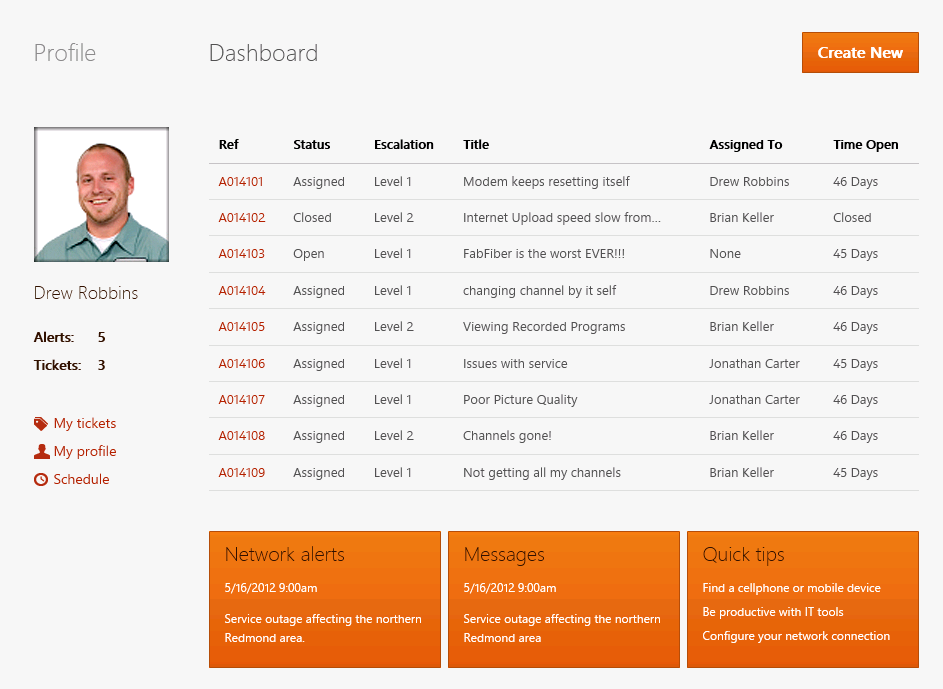 Profile
Dashboard
Create New
Drew Robbins
Alerts: 5
Tickets: 3
My tickets
My profile
Schedule
Ref Status Escalation Title Assigned To Time Open
A014101 Assigned Level 1 Modem keeps resetting itself Drew Robbins 46 Days
A014102 Closed Level 2 Internet Upload speed slow from... Brian Keller Closed
A014103 Open Level 1 FabFiber is the worst EVER!!! None 45 Days
A014104 Assigned Level 1 changing channel by it self Drew Robbins 46 Days
A014105 Assigned Level 2 Viewing Recorded Programs Brian Keller 46 Days
A014106 Assigned Level 1 Issues with service Jonathan Carter 45 Days
A014107 Assigned Level 1 Poor Picture Quality Jonathan Carter 46 Days
A014108 Assigned Level 2 Channels gone! Brian Keller 46 Days
A014109 Assigned Level 1 Not getting all my channels Brian Keller 45 Days
Network alerts
5/16/2012 9:00am
Service outage affecting the northern
Redmond area.
Messages
5/16/2012 9:00am
Service outage affecting the northern
Redmond area
Quick tips
Find a cellphone or mobile device
Be productive with IT tools
Configure your network connection